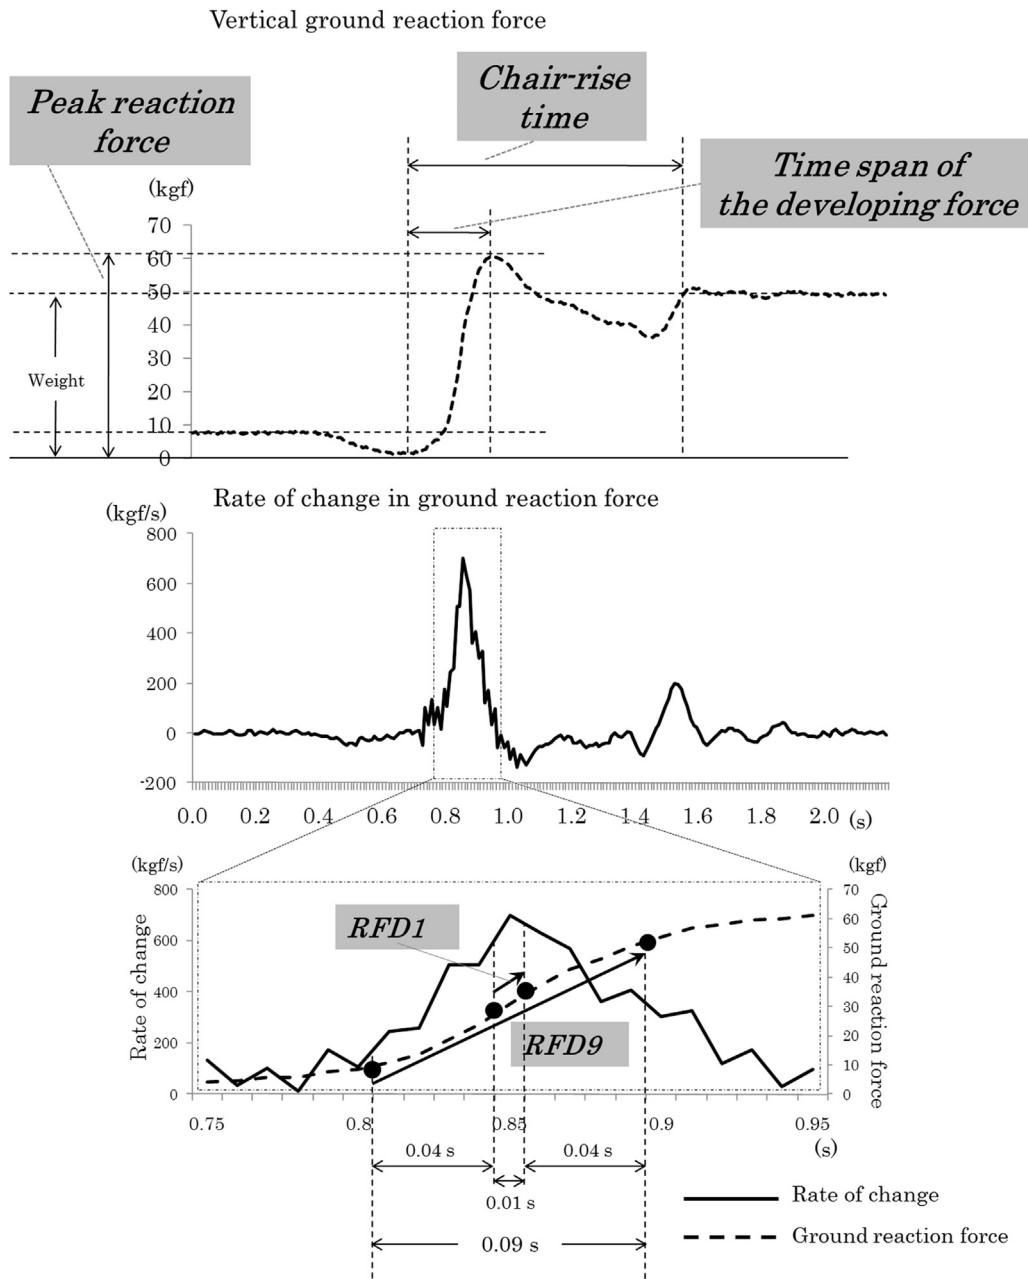 Vertical ground reaction force
Chair-rise
time
Peak reaction
force
Time span of
the developing force
(kgf)
70
60
50
40
30
20
10
0
Weight
Rate of change in ground reaction force
(kgf/s)
800
600
400
200
0
-200
0.0 0.2 0.4 0.6 0.8 1.0 1.2 1.4 1.6 1.8 2.0 (s)
(kgf/s)
(kgf)
800
600
400
200
0
Rate of change
RFD1
RFD9
70
60
50
40
30
20
10
0
Ground reaction force
0.75 0.8 0.85 0.9 0.95
(s)
0.04 s
0.04 s
0.01 s
0.09 s
Rate of change
Ground reaction force